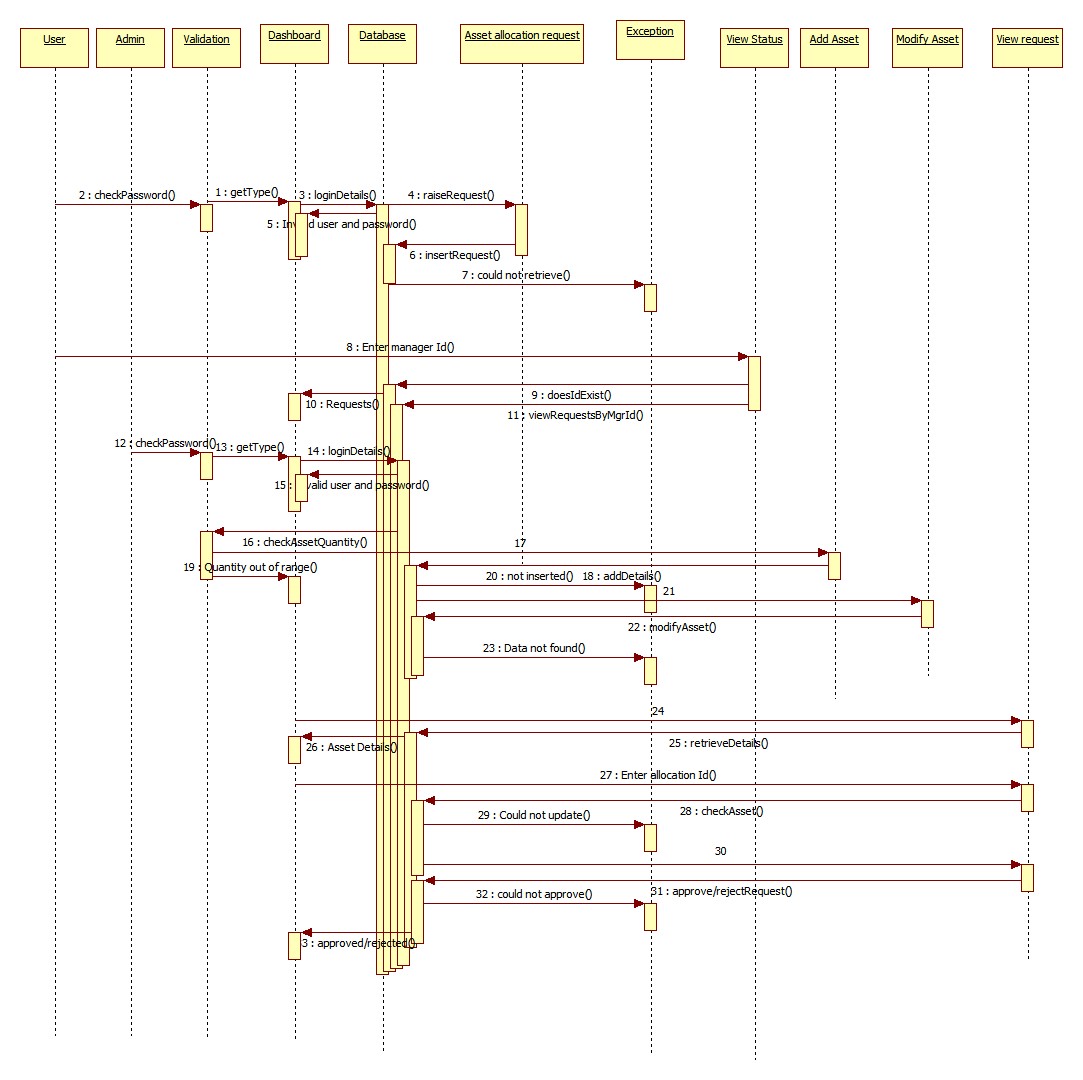 User
Admin
Validation
Dashboard
Database
Asset allocation request
Exception
View Status
Add Asset
Modify Asset
View request
2 : checkPassword()
1 : getType()
3 : loginDetails()
4 : raiseRequest()
5 : Invalid user and password()
6 : insertRequest()
7 : could not retrieve()
8 : Enter manager Id()
9 : doesIdExist()
10 : Requests()
11 : viewRequestsByMgrId()
12 : checkPassword()
13 : getType()
14 : loginDetails()
15 : Invalid user and password()
16 : checkAssetQuantity()
17
19 : Quantity out of range()
20 : not inserted()
18 : addDetails()
21
22 : modifyAsset()
23 : Data not found()
24
25 : retrieveDetails()
26 : Asset Details()
27 : Enter allocation Id()
28 : checkAsset()
29 : Could not update()
30
31 : approve/rejectRequest()
32 : could not approve()
3 : approved/rejected()